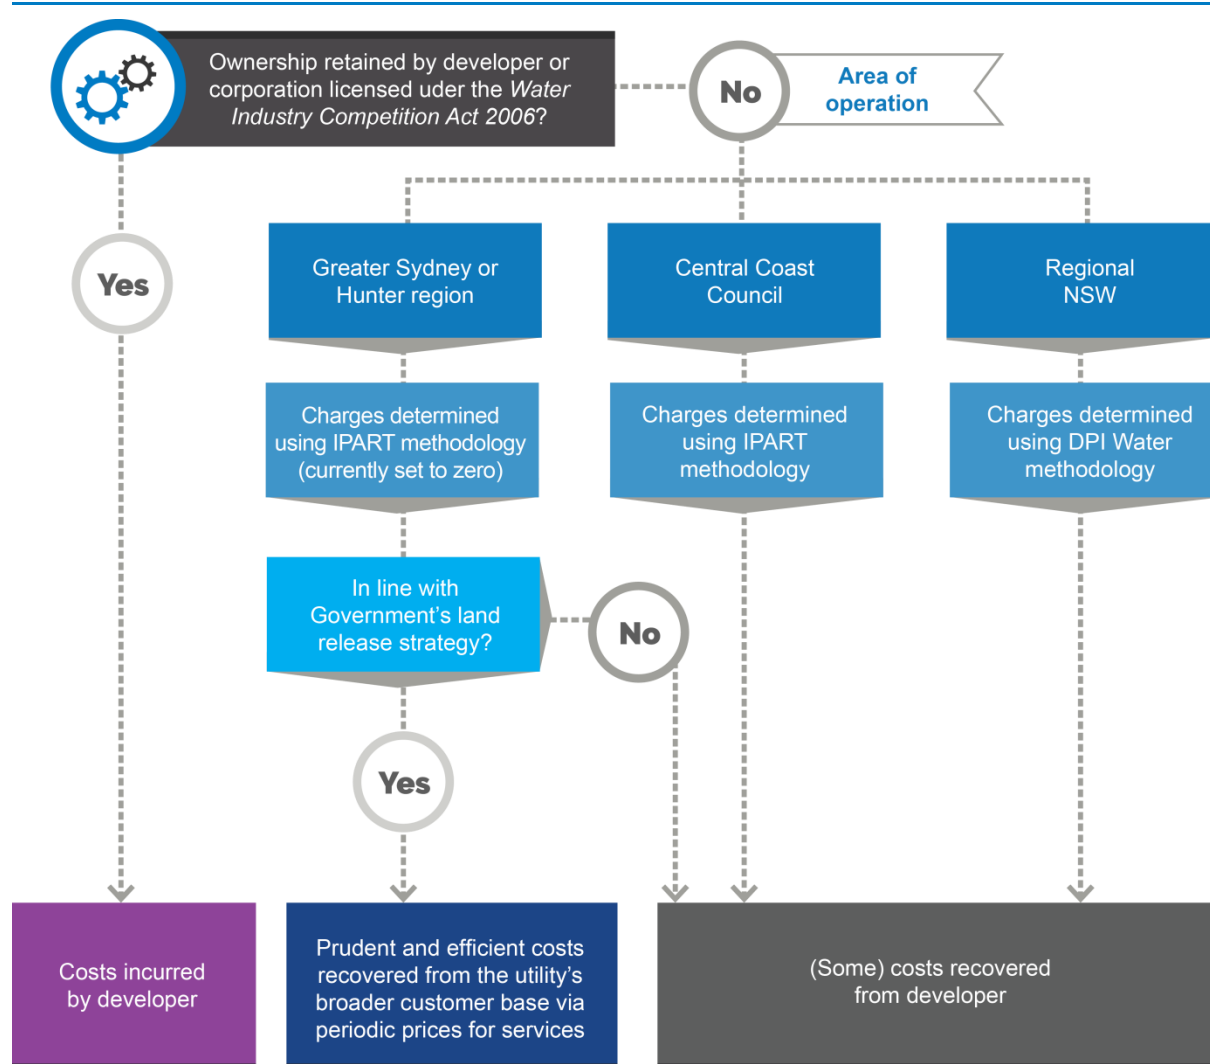 Ownership retained by developer or
corporation licensed uder the Water
Industry Competition Act 2006?
No
Area of
operation
Yes
Greater Sydney or
Hunter region
Central Coast
Council
Regional
NSW
Charges determined
using IPART methodology
(currently set to zero)
Charges determined
using IPART
methodology
Charges determined
using DPI Water
methodology
In line with
Government’s land
release strategy?
No
Yes
Costs incurred
by developer
Prudent and efficient costs
recovered from the utility’s
broader customer base via
periodic prices for services
(Some) costs recovered
from developer